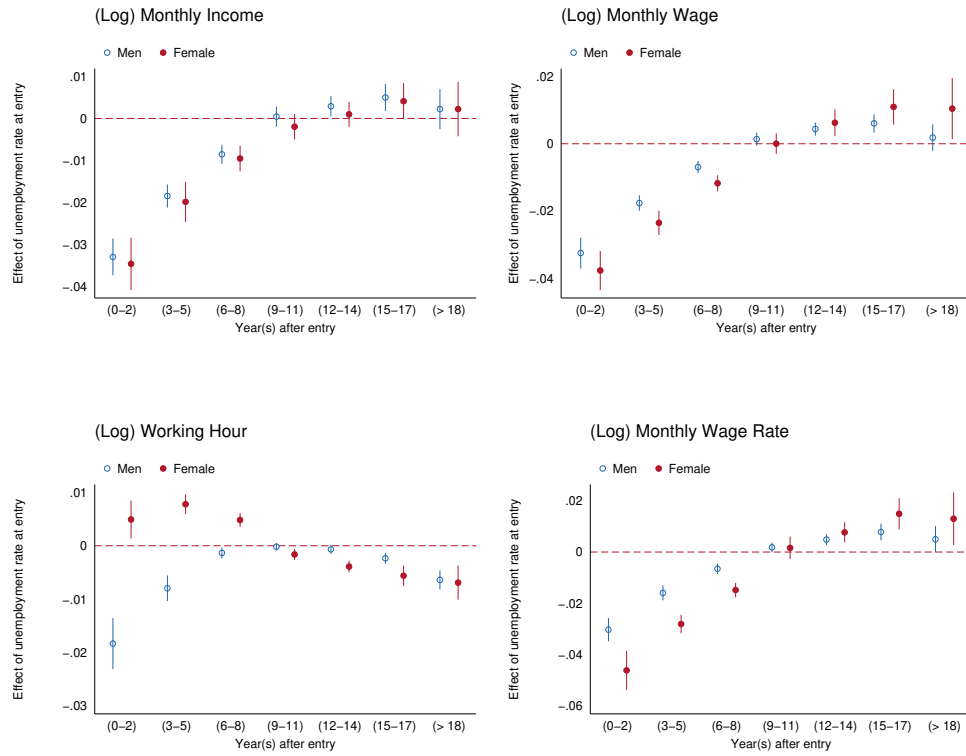 (Log) Monthly Income
Men Female
Effect of unemployment rate at entry
.01
0
−.01
−.02
−.03
−.04
(0−2) (3−5) (6−8) (9−11) (12−14) (15−17) (> 18)
Year(s) after entry
(Log) Monthly Wage
Men Female
Effect of unemployment rate at entry
.02
0
−.02
−.04
(0−2) (3−5) (6−8) (9−11) (12−14) (15−17) (> 18)
Year(s) after entry
(Log) Working Hour
Men Female
Effect of unemployment rate at entry
.01
0
−.01
−.02
−.03
(0−2) (3−5) (6−8) (9−11) (12−14) (15−17) (> 18)
Year(s) after entry
(Log) Monthly Wage Rate
Men Female
Effect of unemployment rate at entry
.02
0
−.02
−.04
−.06
(0−2) (3−5) (6−8) (9−11) (12−14) (15−17) (> 18)
Year(s) after entry